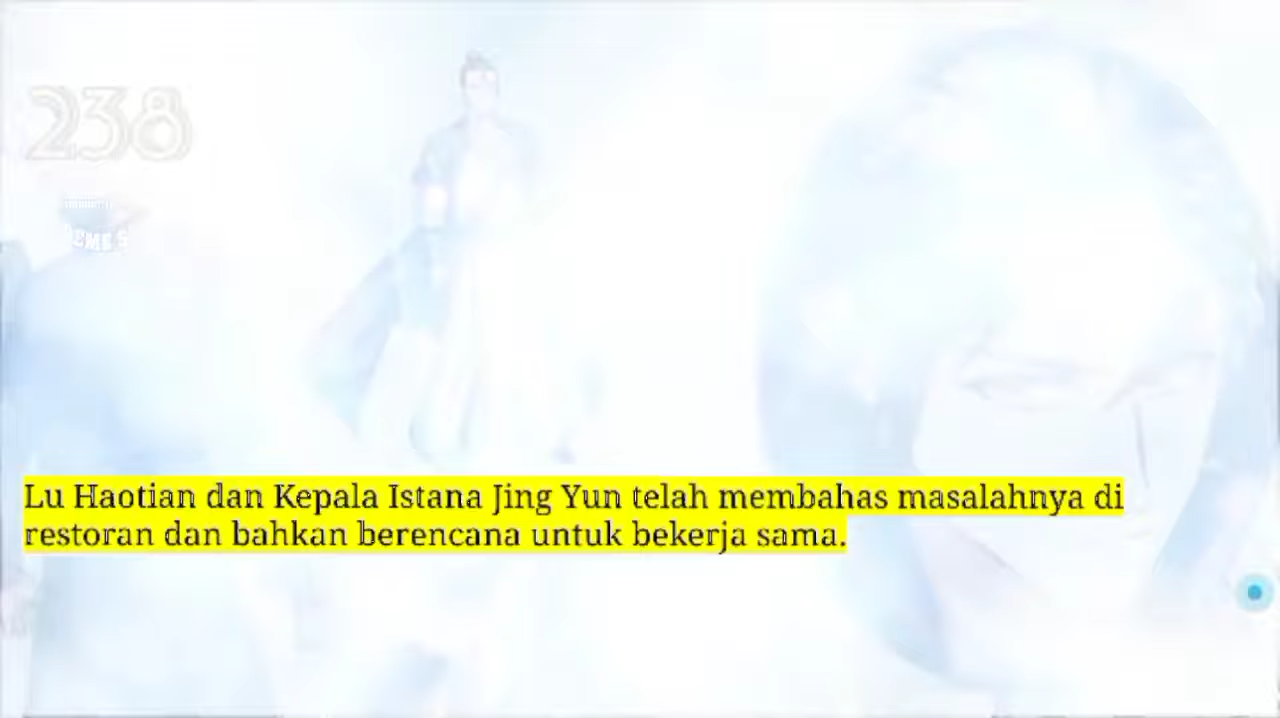 238
Lu Haotian dan Kepala Istana Jing Yun telah membahas masalahnya di
restoran dan bahkan berencana untuk bekerja sama.